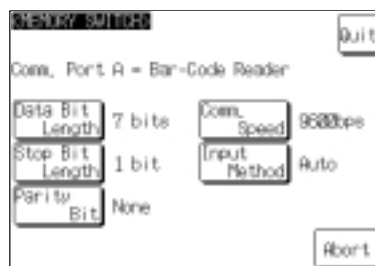 <MEMORY SWITCH>
Quit
Comm. Port A = Bar-Code Reader
Data Bit Length 7 bits
Comm. Speed 9600bps
Stop Bit Length 1 bit
Input Method Auto
Parity Bit None
Abort